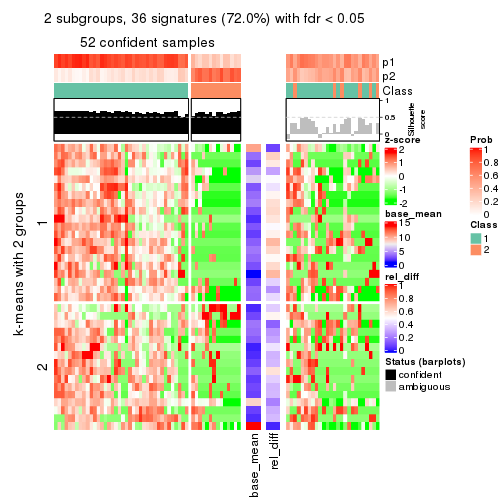 2 subgroups, 36 signatures (72.0%) with fdr < 0.05
52 confident samples
p1
p2
Class
1
0.5
0
Silhouette
score
k-means with 2 groups
1
2
base_mean
rel_diff
z-score
2
1
0
-1
-2
base_mean
15
10
5
0
rel_diff
1
0.8
0.6
0.4
0.2
0
Status (barplots)
confident
ambiguous
Prob
1
0.8
0.6
0.4
0.2
0
Class
1
2